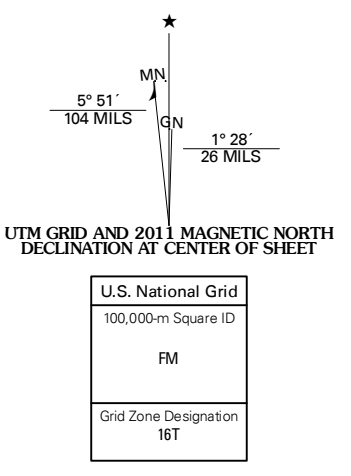 ★
MN
5° 51´
104 MILS
GN
1° 28´
26 MILS
UTM GRID AND 2011 MAGNETIC NORTH
DECLINATION AT CENTER OF SHEET
U.S. National Grid
100,000-m Square ID
FM
Grid Zone Designation
16T